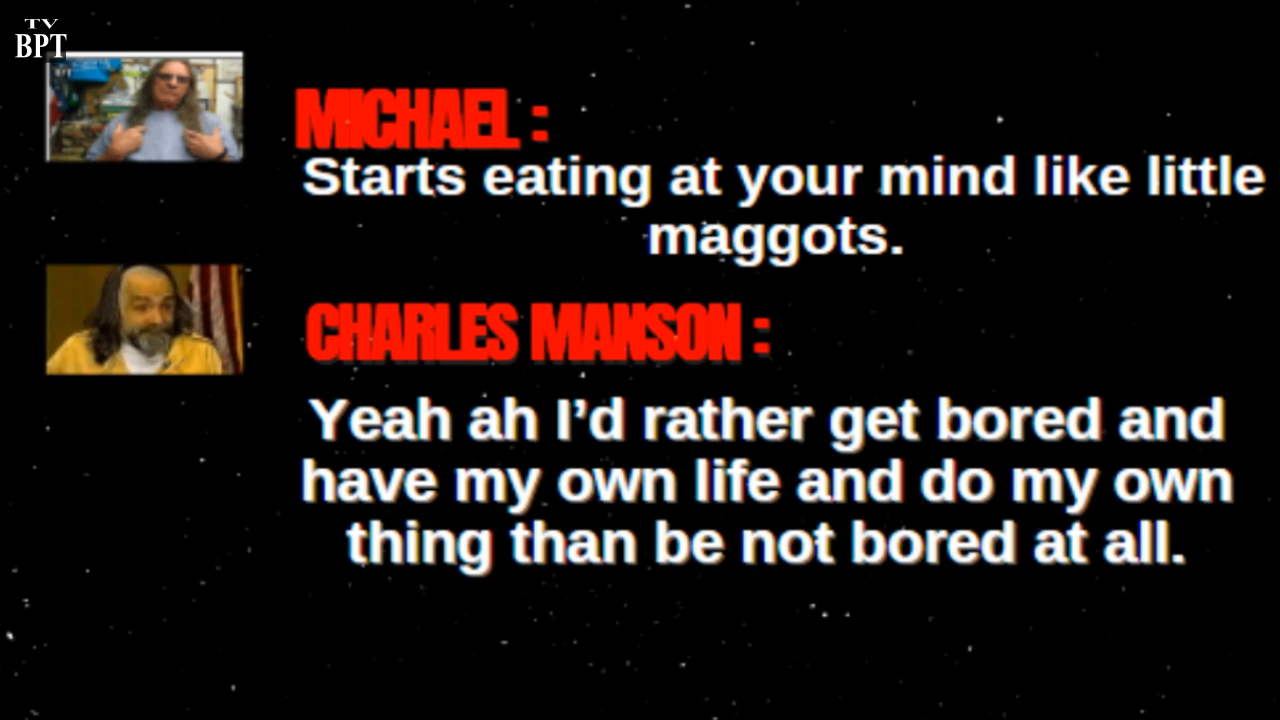 TV
BPT
MICHAEL :
Starts eating at your mind like little
maggots.
CHARLES MANSON :
Yeah ah I’d rather get bored and
have my own life and do my own
thing than be not bored at all.